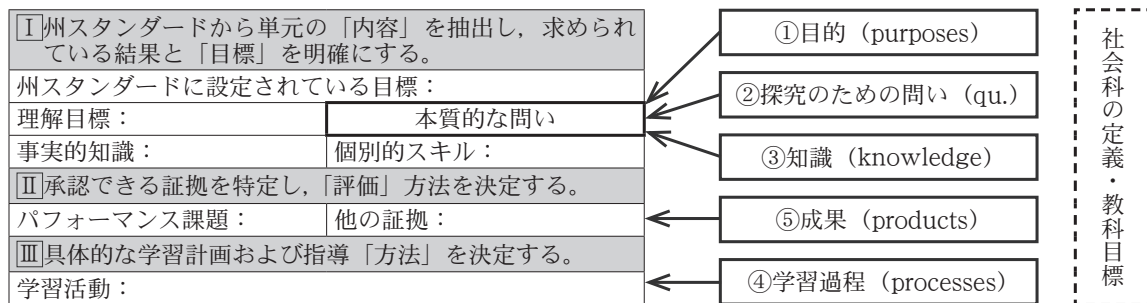 Ⅰ州スタンダードから単元の「内容」を抽出し，求められ
ている結果と「目標」を明確にする。
州スタンダードに設定されている目標：
理解目標：
本質的な問い
事実的知識：
個別的スキル：
Ⅱ承認できる証拠を特定し，「評価」方法を決定する。
パフォーマンス課題：
他の証拠：
Ⅲ具体的な学習計画および指導「方法」を決定する。
学習活動：
①目的（purposes）
②探究のための問い（qu.）
③知識（knowledge）
⑤成果（products）
④学習過程（processes）
社会科の定義・教科目標